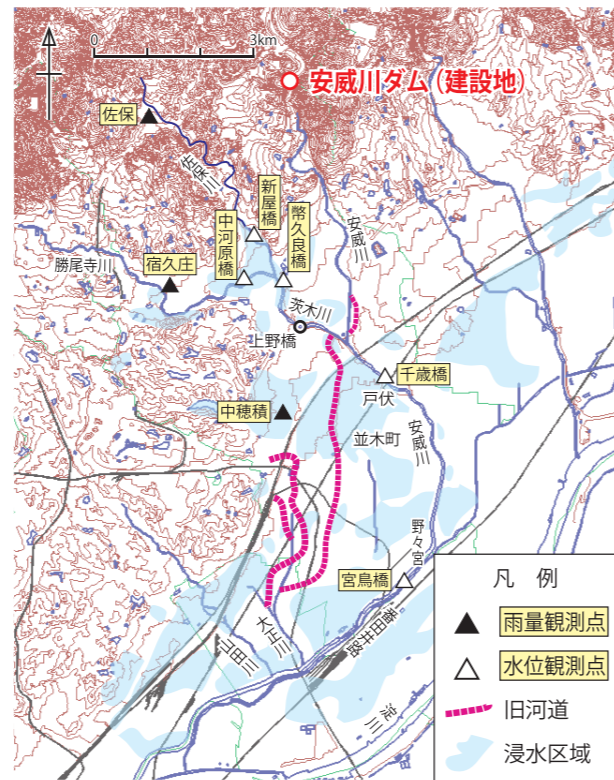 0 3km
安威川ダム（建設地）
佐保
佐保川
新屋橋
幣久良橋
中河原橋
安威川
勝尾寺川
宿久庄
茨木川
上野橋
千歳橋
戸伏
中穂積
並木町
安威川
野々宮
宮鳥橋
番田井路
大正川
山田川
淀川
凡 例
雨量観測点
水位観測点
旧河道
浸水区域